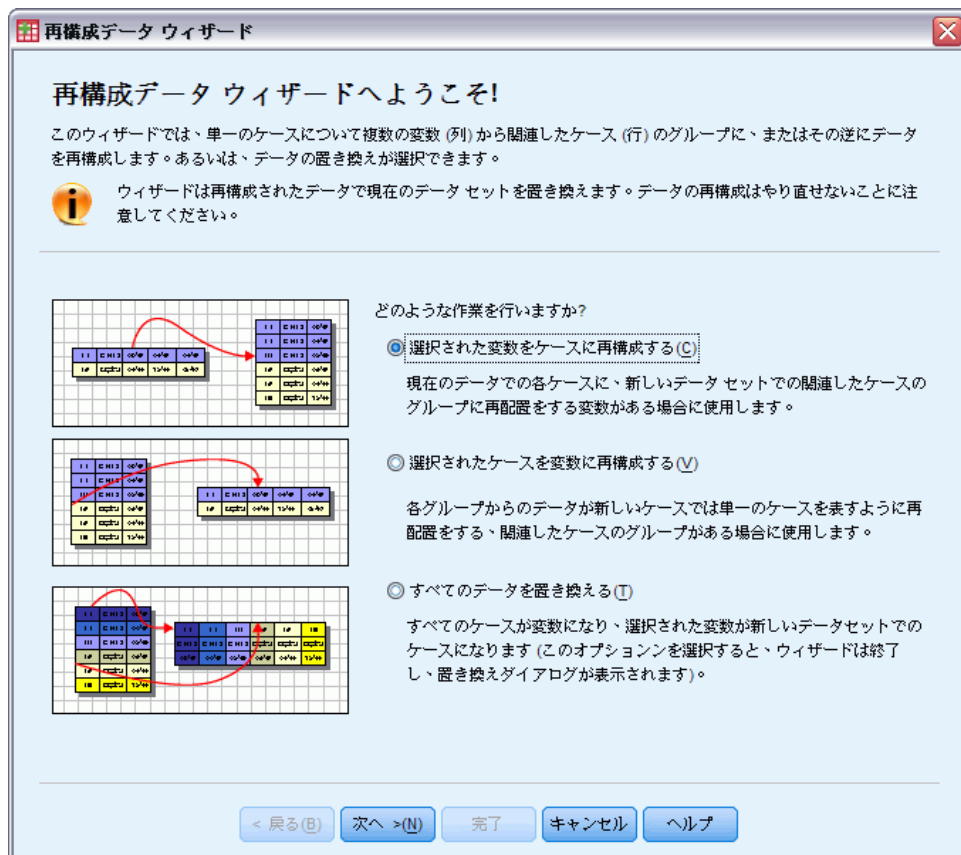 再構成データ ウィザード
再構成データ ウィザードへようこそ!
このウィザードでは、単一のケースについて複数の変数 (列) から関連したケース (行) のグループに、またはその逆にデータ
を再構成します。あるいは、データの置き換えが選択できます。
ウィザードは再構成されたデータで現在のデータ セットを置き換えます。データの再構成はやり直せないことに注
意してください。
どのような作業を行いますか?
選択された変数をケースに再構成する(C)
現在のデータでの各ケースに、新しいデータ セットでの関連したケースの
グループに再配置をする変数がある場合に使用します。
選択されたケースを変数に再構成する(V)
各グループからのデータが新しいケースでは単一のケースを表すように再
配置をする、関連したケースのグループがある場合に使用します。
すべてのデータを置き換える(T)
すべてのケースが変数になり、選択された変数が新しいデータセットでの
ケースになります (このオプションンを選択すると、ウィザードは終了
し、置き換えダイアログが表示されます)。
< 戻る(B) 次へ >(N) 完了 キャンセル ヘルプ